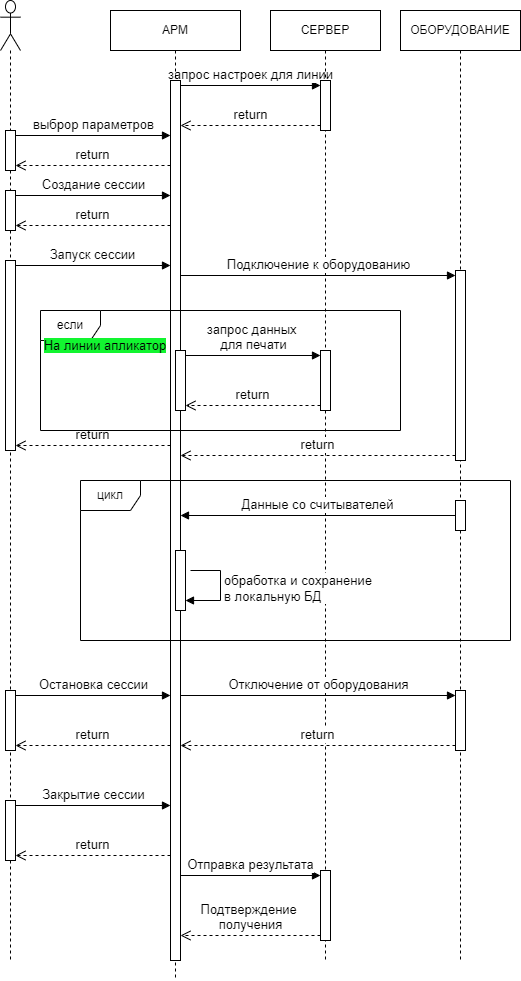 АРМ
СЕРВЕР
ОБОРУДОВАНИЕ
запрос настроек для линии
return
выброр параметров
return
Создание сессии
return
Запуск сессии
Подключение к оборудованию
если
На линии апликатор
запрос данных
для печати
return
return
return
цикл
Данные со считывателей
обработка и сохранение
в локальную БД
Остановка сессии
Отключение от оборудования
return
return
Закрытие сессии
return
Отправка результата
Подтверждение
получения